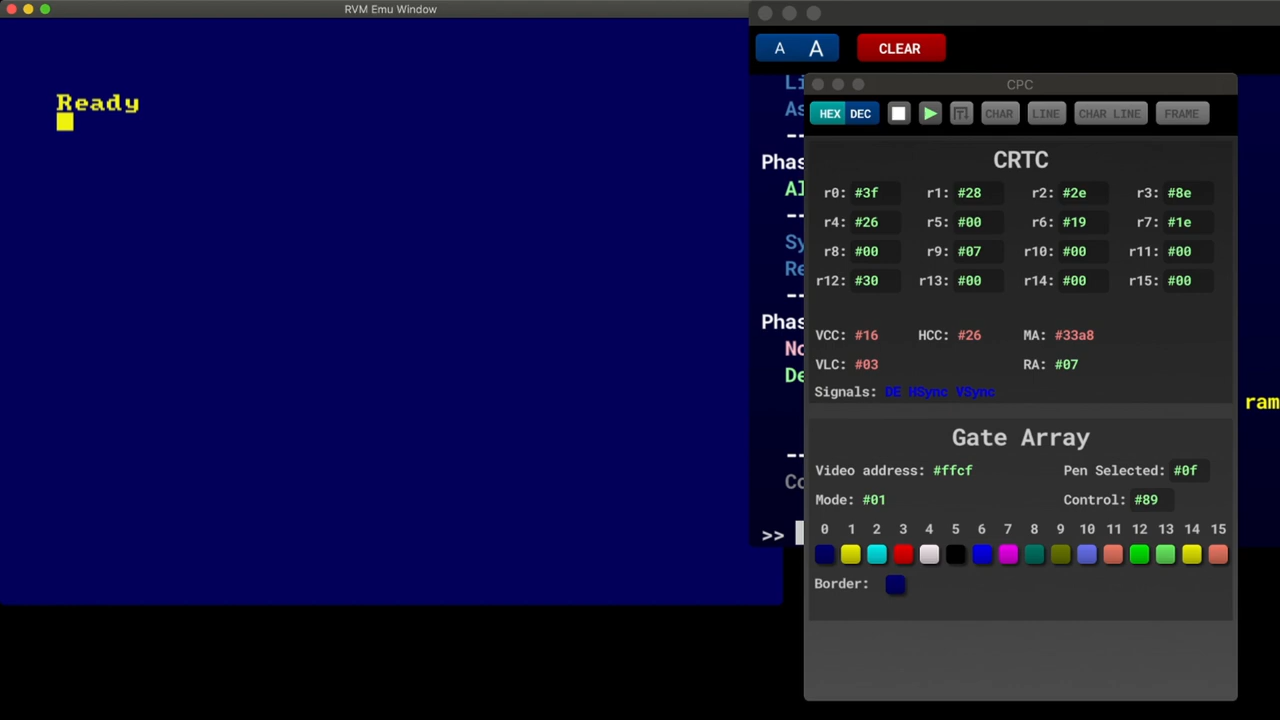 RVM Emu Window
Ready
A A CLEAR
Li
As
--
Phas
Al
--
Sy
Re
--
Phas
No
De
ram
--
Co
>>
CPC
HEX DEC CHAR LINE CHAR LINE FRAME
CRTC
r0: #3f r1: #28 r2: #2e r3: #8e
r4: #26 r5: #00 r6: #19 r7: #1e
r8: #00 r9: #07 r10: #00 r11: #00
r12: #30 r13: #00 r14: #00 r15: #00
VCC: #16 HCC: #26 MA: #33a8
VLC: #03 RA: #07
Signals: DE HSync VSync
Gate Array
Video address: #ffcf Pen Selected: #0f
Mode: #01 Control: #89
0 1 2 3 4 5 6 7 8 9 10 11 12 13 14 15
Border: